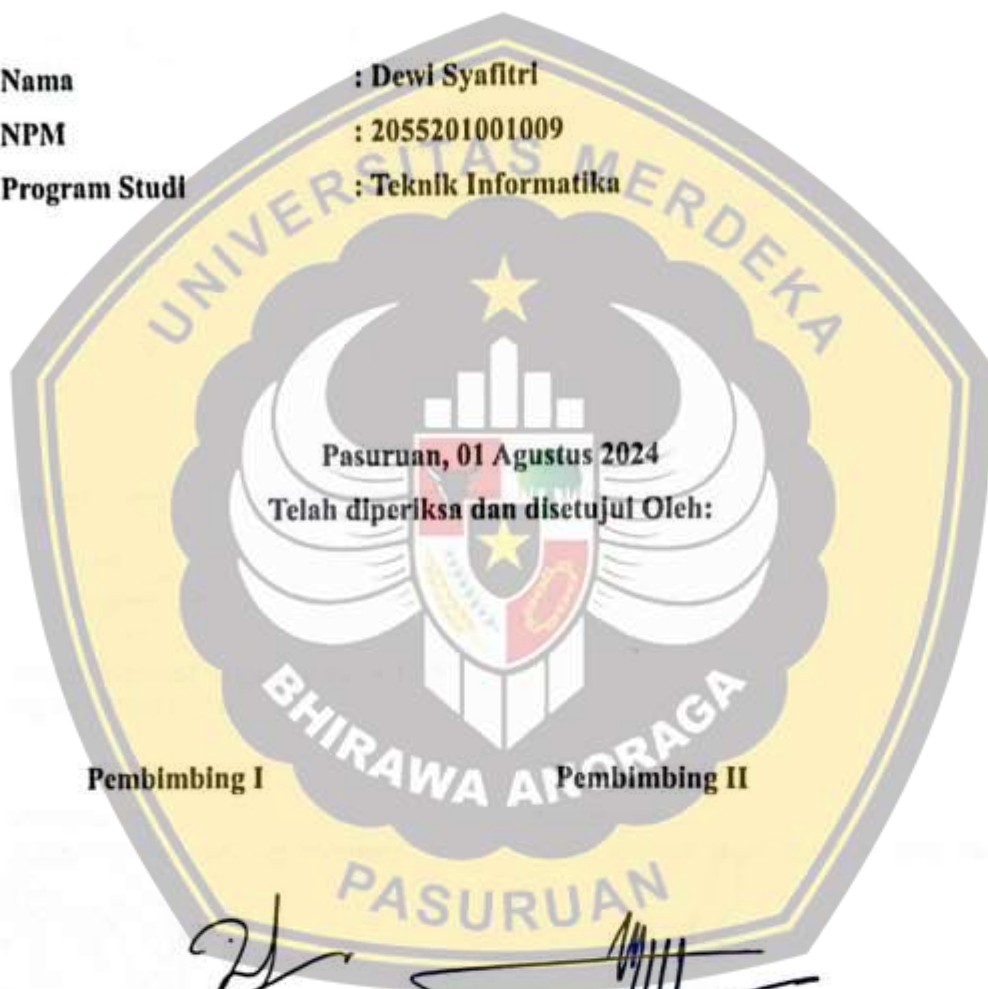 Nama : Dewi Syafitri
NPM : 2055201001009
Program Studi : Teknik Informatika
UNIVERSITAS MERDEKA
Pasuruan, 01 Agustus 2024
Telah diperiksa dan disetujui Oleh:
BHIRAWA ANORAGA
Pembimbing I Pembimbing II
PASURUAN